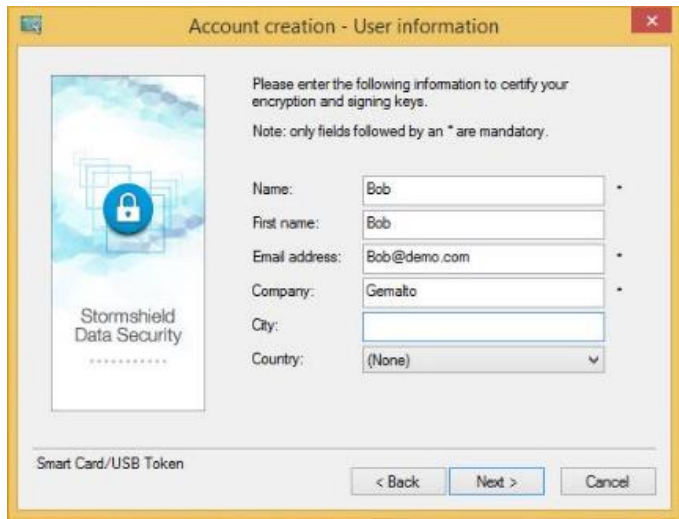 Account creation - User information
Please enter the following information to certify your
encryption and signing keys.
Note: only fields followed by an * are mandatory.
Name: Bob *
First name: Bob
Email address: Bob@demo.com *
Company: Gemalto *
City:
Country: (None)
Stormshield
Data Security
Smart Card/USB Token
< Back Next > Cancel